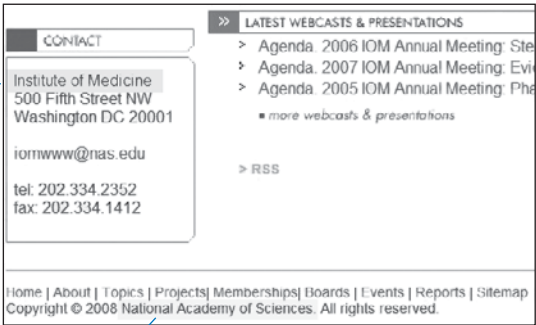 CONTACT
Institute of Medicine
500 Fifth Street NW
Washington DC 20001
iomwww@nas.edu
tel: 202.334.2352
fax: 202.334.1412
» LATEST WEBCASTS & PRESENTATIONS
> Agenda. 2006 IOM Annual Meeting: Ste
> Agenda. 2007 IOM Annual Meeting: Evi
> Agenda. 2005 IOM Annual Meeting: Pha
▪ more webcasts & presentations
> RSS
Home | About | Topics | Projects| Memberships| Boards | Events | Reports | Sitemap
Copyright © 2008 National Academy of Sciences. All rights reserved.